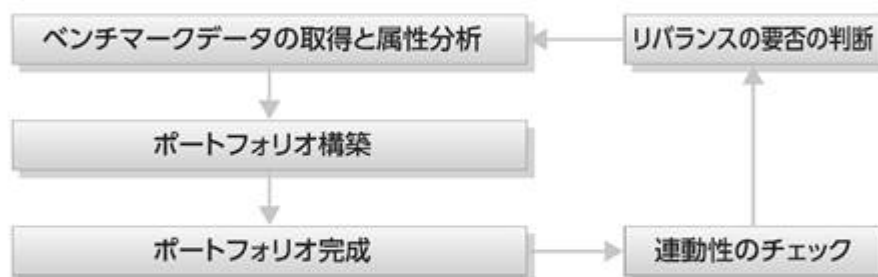 ベンチマークデータの取得と属性分析
リバランスの要否の判断
ポートフォリオ構築
ポートフォリオ完成
連動性のチェック